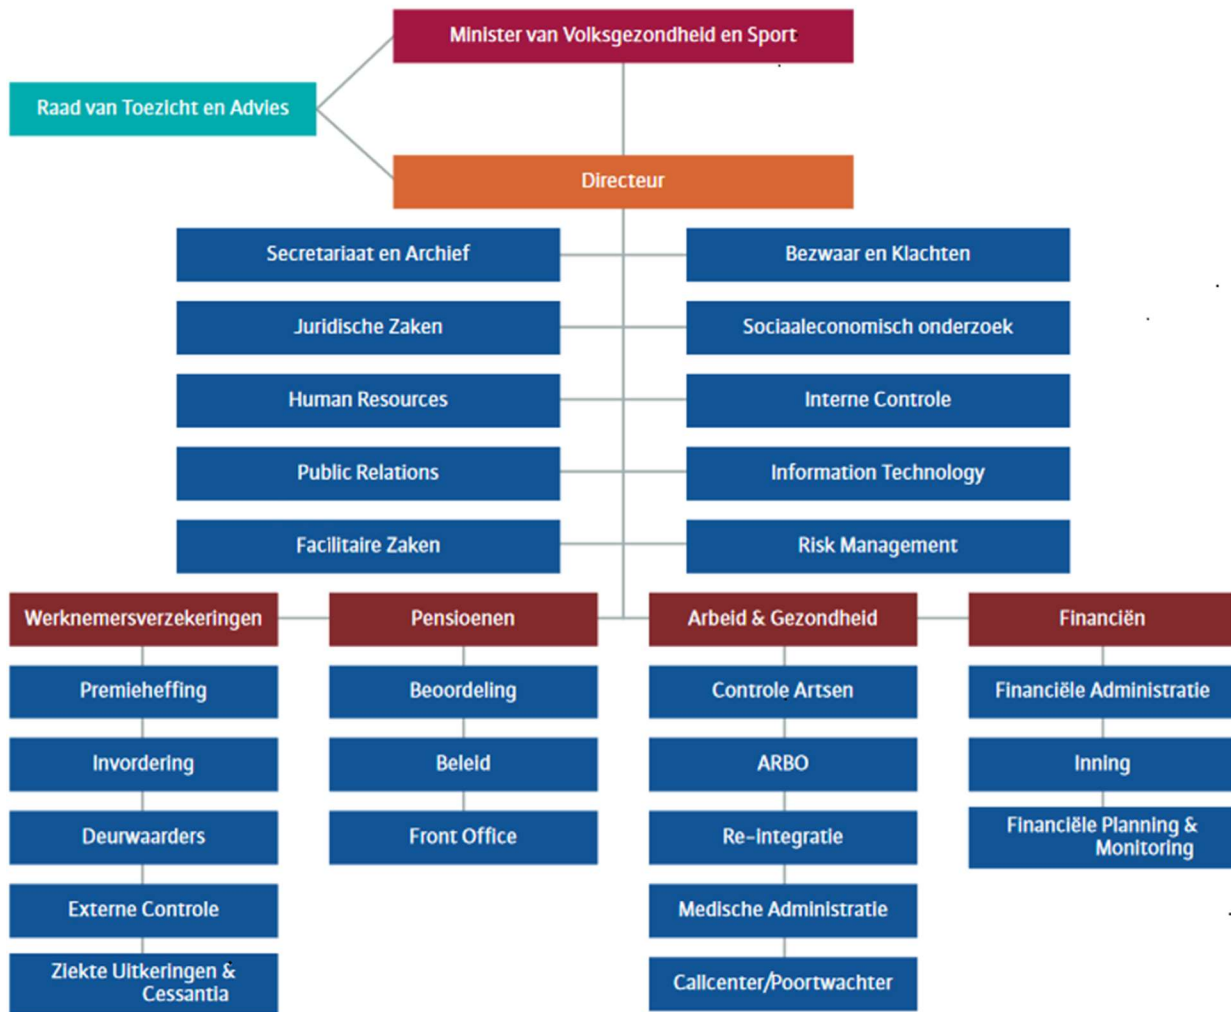 Minister van Volksgezondheid en Sport
Raad van Toezicht en Advies
Directeur
Secretariaat en Archief
Bezwaar en Klachten
Juridische Zaken
Sociaaleconomisch onderzoek
Human Resources
Interne Controle
Public Relations
Information Technology
Facilitaire Zaken
Risk Management
Werknemersverzekeringen
Pensioenen
Arbeid & Gezondheid
Financiën
Premieheffing
Beoordeling
Controle Artsen
Financiële Administratie
Invordering
Beleid
ARBO
Inning
Deurwaarders
Front Office
Re-integratie
Financiële Planning &
Monitoring
Externe Controle
Medische Administratie
Ziekte Uitkeringen &
Cessantia
Callcenter/Poortwachter